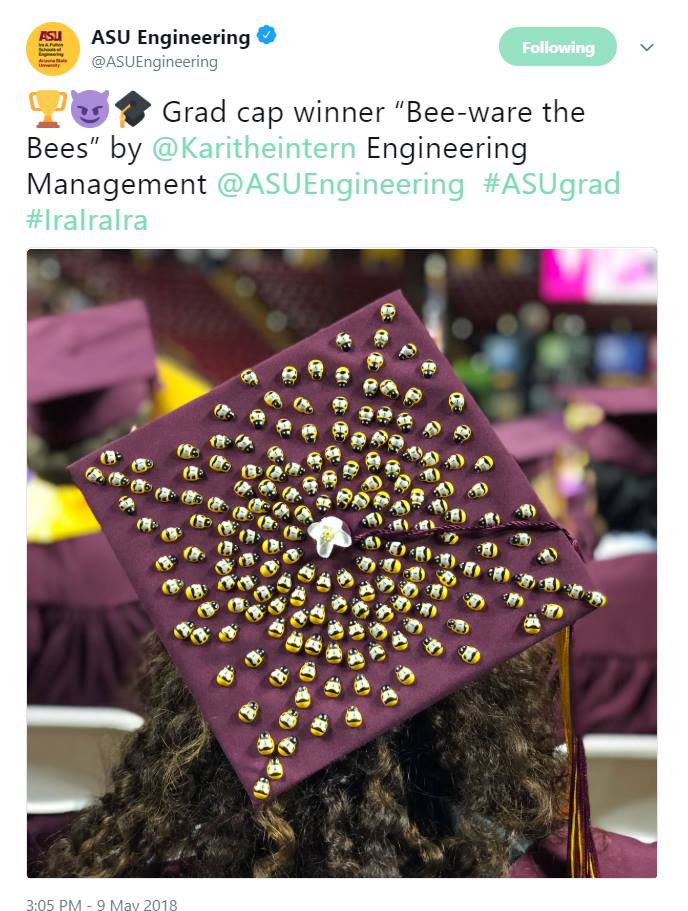 ASU Engineering
@ASUEngineering
Following
ASU
Ira A. Fulton
Schools of
Engineering
Arizona State
University
🏆😈🎓 Grad cap winner “Bee-ware the
Bees” by @Karitheintern Engineering
Management @ASUEngineering #ASUgrad
#IraIraIra
3:05 PM - 9 May 2018